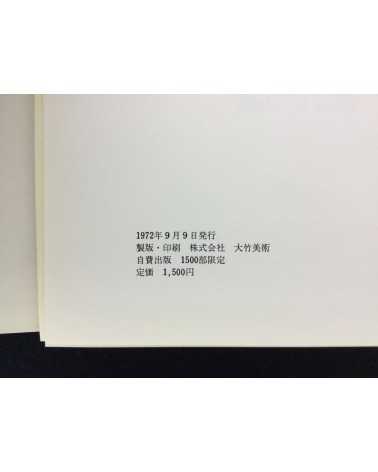 1972年9月9日発行
製版・印刷　株式会社　大竹美術
自費出版　1500部限定
定価　1,500円